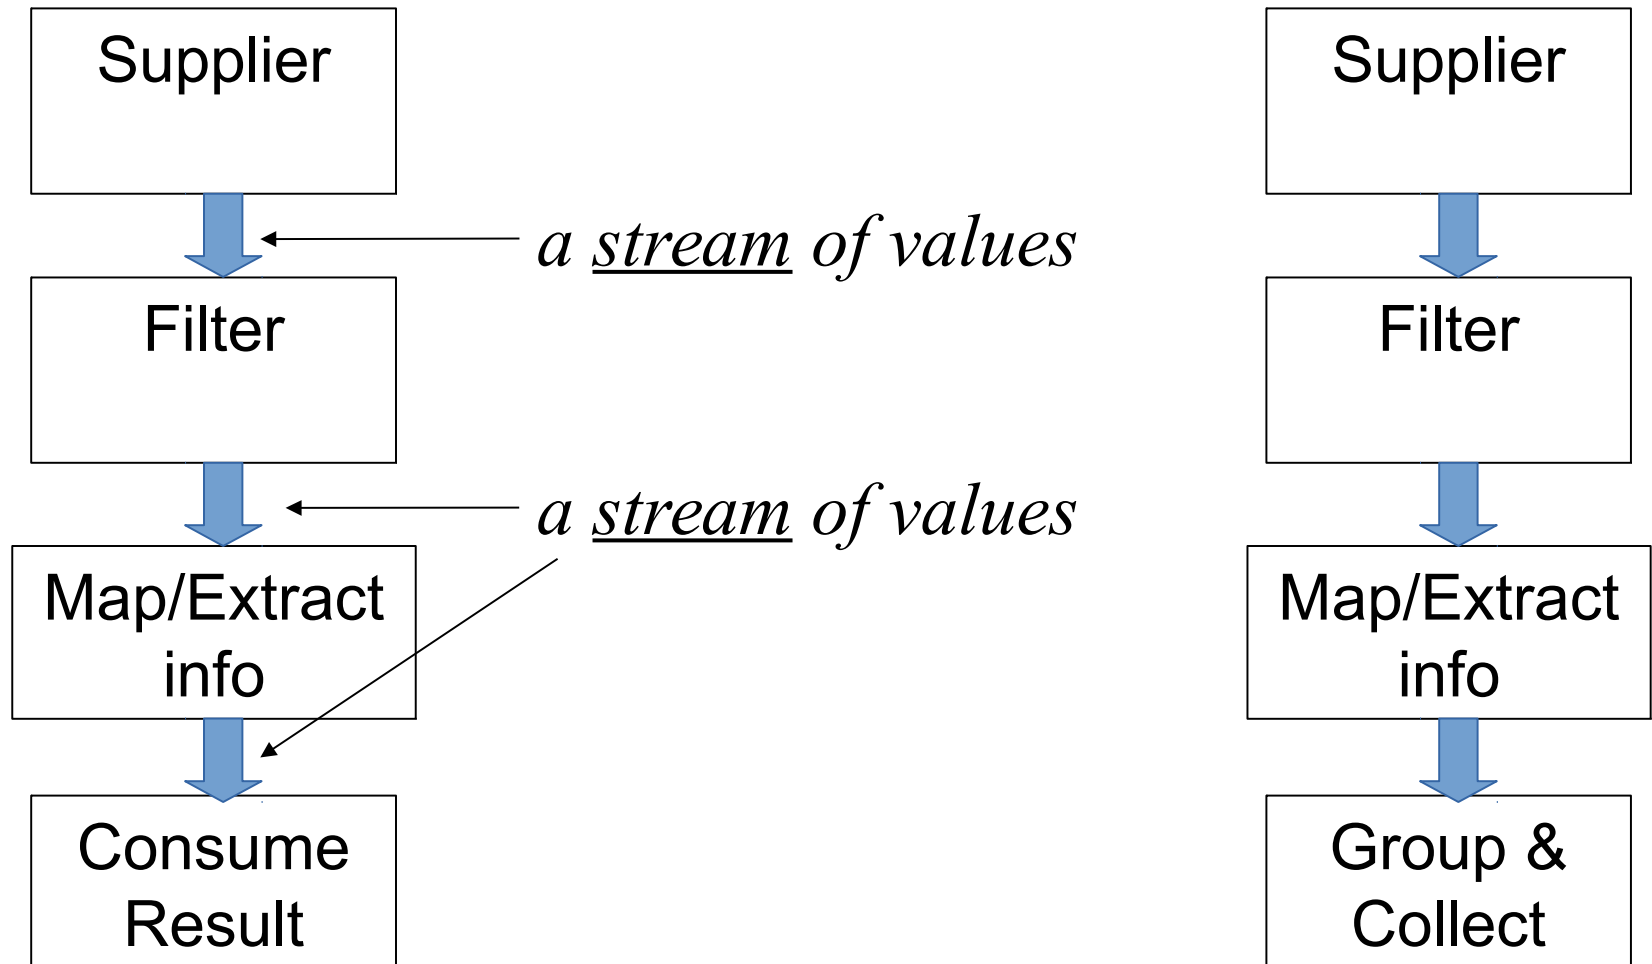 Supplier
a stream of values
Filter
a stream of values
Map/Extract
info
Consume
Result
Supplier
Filter
Map/Extract
info
Group &
Collect